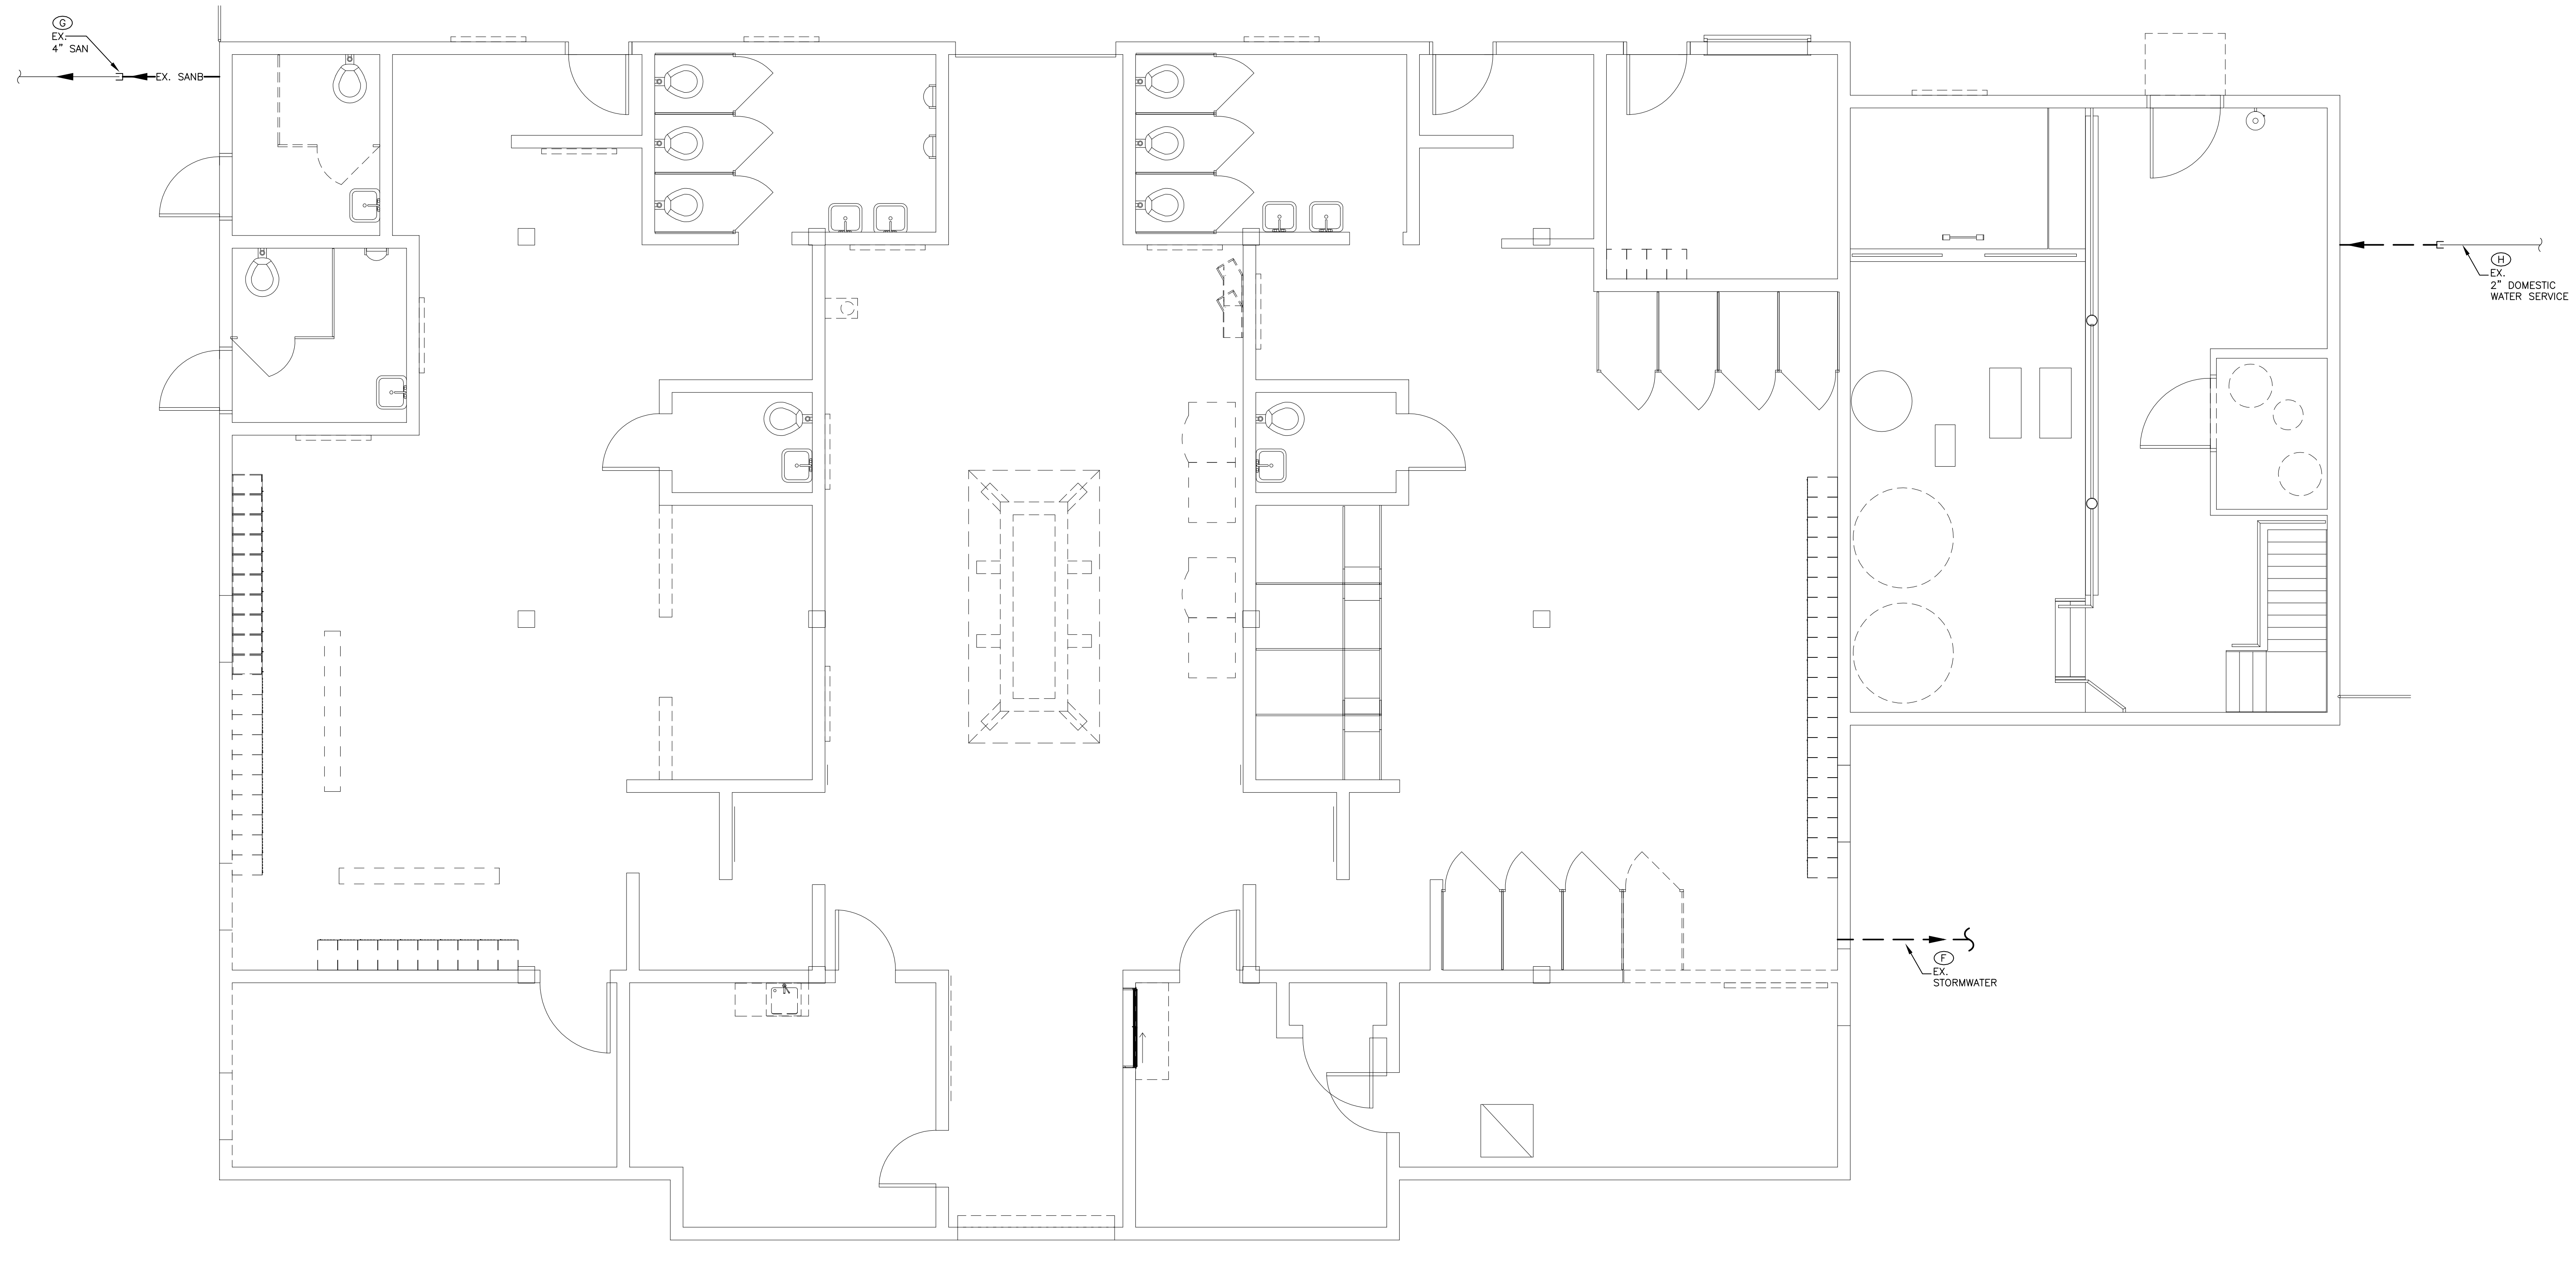 G
EX.
4" SAN
EX. SANB
H
EX.
2" DOMESTIC
WATER SERVICE
F
EX.
STORMWATER